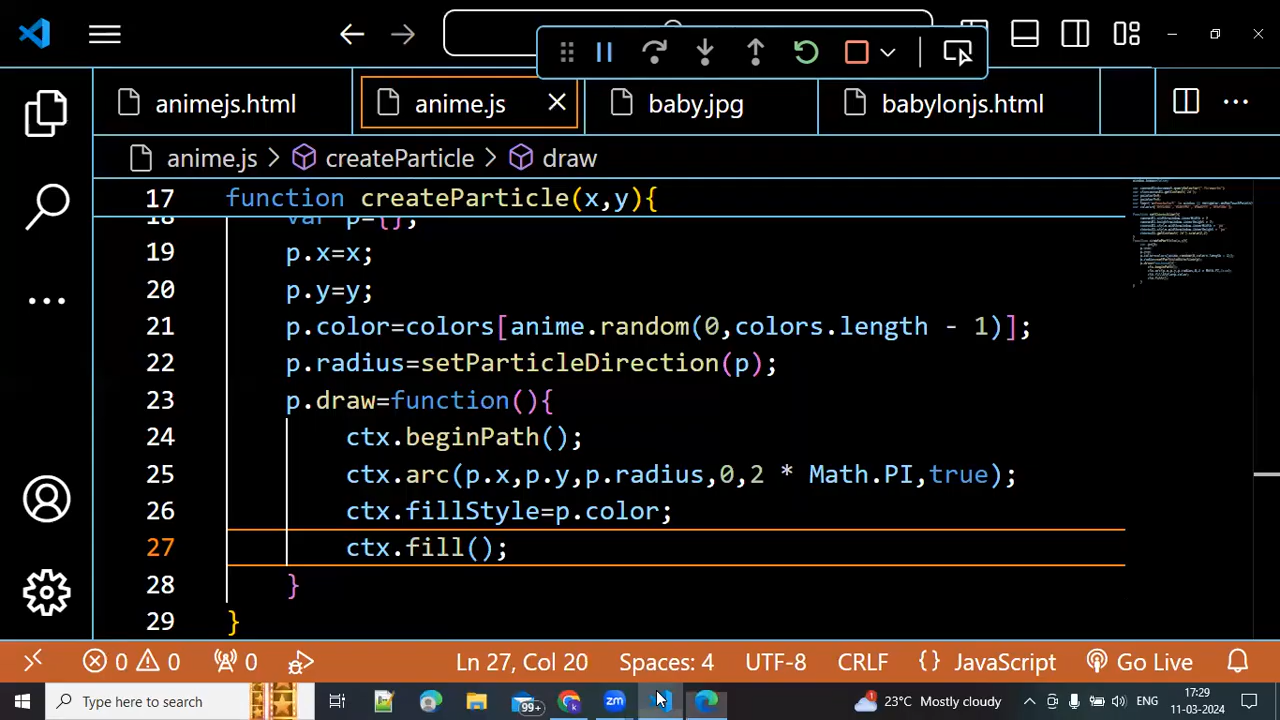 animejs.html
anime.js
baby.jpg
babylonjs.html
anime.js > createParticle > draw
17 function createParticle(x,y){
18 var p={};
19 p.x=x;
20 p.y=y;
21 p.color=colors[anime.random(0,colors.length - 1)];
22 p.radius=setParticleDirection(p);
23 p.draw=function(){
24 ctx.beginPath();
25 ctx.arc(p.x,p.y,p.radius,0,2 * Math.PI,true);
26 ctx.fillStyle=p.color;
27 ctx.fill();
28 }
29 }
0 0 0 Ln 27, Col 20 Spaces: 4 UTF-8 CRLF {} JavaScript Go Live
Type here to search
99+
23°C Mostly cloudy
ENG
17:29
11-03-2024